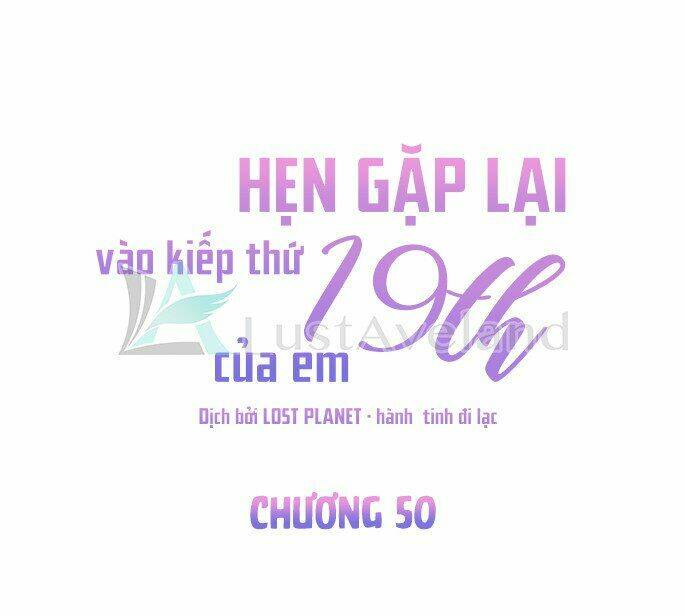 HẸN GẶP LẠI
vào kiếp thứ 19th
của em
LustAveland
Dịch bởi LOST PLANET - hành tinh đi lạc
CHƯƠNG 50